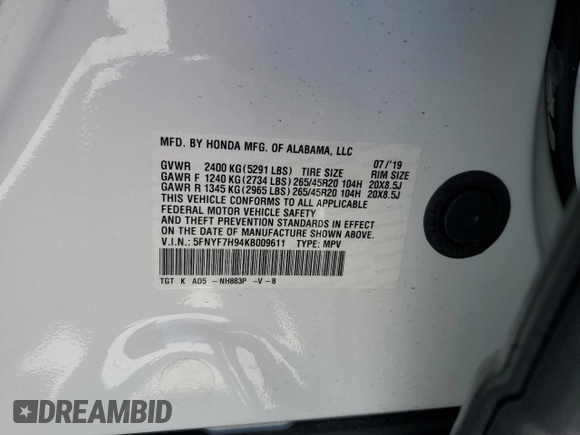 MFD. BY HONDA MFG. OF ALABAMA, LLC
GVWR 2400 KG (5291 LBS) TIRE SIZE 07/'19 RIM SIZE
GAWR F 1240 KG (2734 LBS) 265/45R20 104H 20X8.5J
GAWR R 1345 KG (2965 LBS) 265/45R20 104H 20X8.5J
THIS VEHICLE CONFORMS TO ALL APPLICABLE
FEDERAL MOTOR VEHICLE SAFETY
AND THEFT PREVENTION STANDARDS IN EFFECT
ON THE DATE OF MANUFACTURE SHOWN ABOVE.
V.I.N.: 5FNYF7H94KB009611 TYPE: MPV
TGT K AD5 -NH883P -V-8
DREAMBID